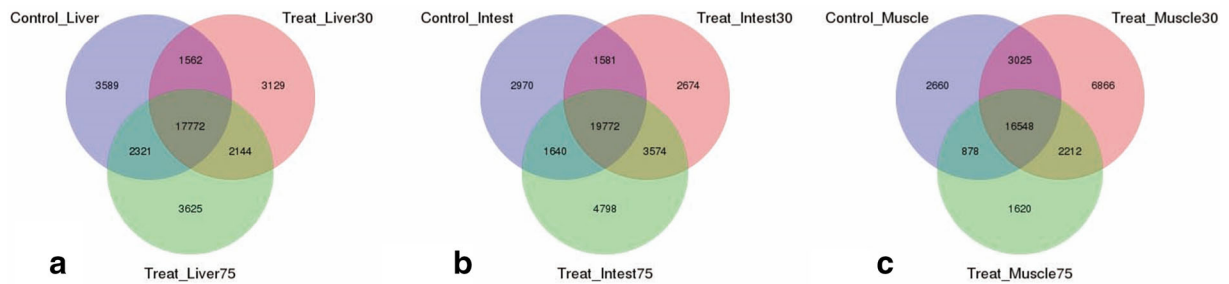 Control_Liver Treat_Liver30
1562
3589 3129
17772
2321 2144
3625
a
Treat_Liver75
Control_Intest Treat_Intest30
1581
2970 2674
19772
1640 3574
4798
b
Treat_Intest75
Control_Muscle Treat_Muscle30
3025
2660 6866
16548
878 2212
1620
c
Treat_Muscle75